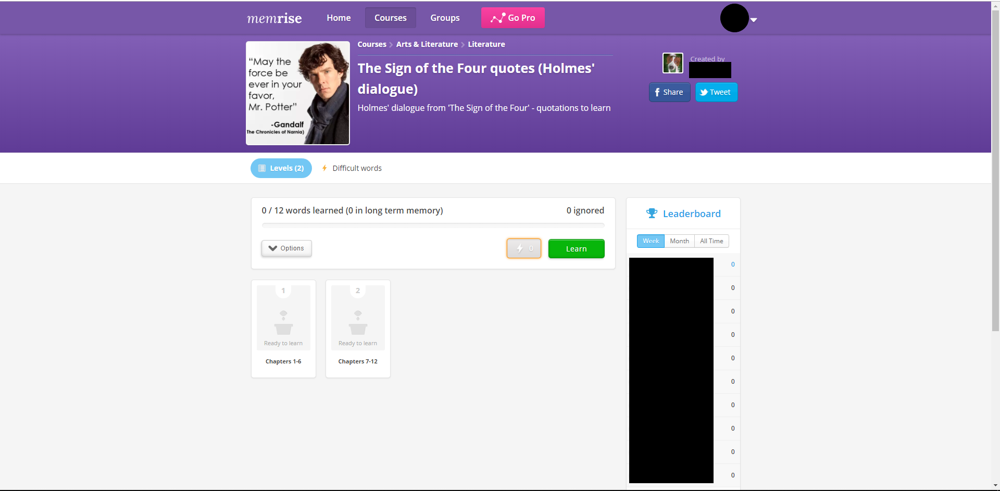 memrise Home Courses Groups Go Pro
Courses Arts & Literature Literature
"May the
force be
ever in your
favor,
Mr. Potter"
-Gandalf
The Chronicles of Narnia)
The Sign of the Four quotes (Holmes'
dialogue)
Holmes' dialogue from 'The Sign of the Four' - quotations to learn
Created by
Share Tweet
Levels (2) Difficult words
0 / 12 words learned (0 in long term memory) 0 ignored
Options 0 Learn
1
Ready to learn
Chapters 1-6
2
Ready to learn
Chapters 7-12
Leaderboard
Week Month All Time
0
0
0
0
0
0
0
0
0
0